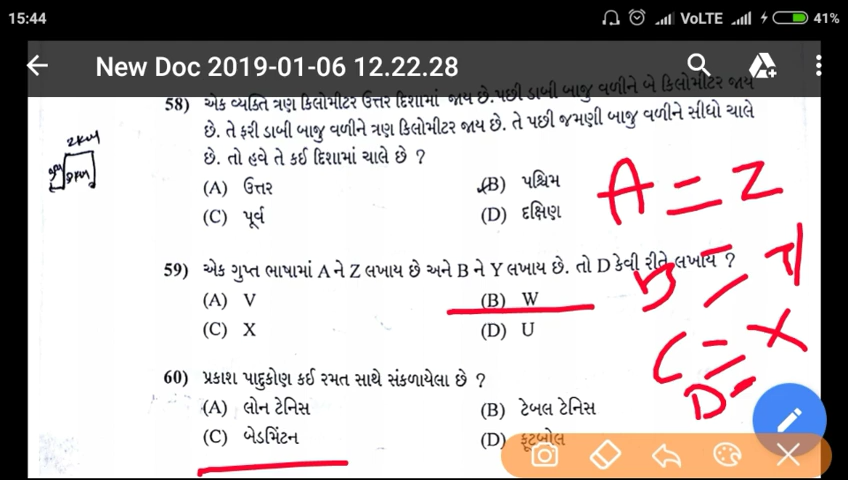 15:44 VoLTE 41%
New Doc 2019-01-06 12.22.28
58) એક વ્યક્તિ ત્રણ કિલોમીટર ઉત્તર દિશામાં જાય છે. પછી ડાબી બાજુ વળીને બે કિલોમીટર જાય
છે. તે ફરી ડાબી બાજુ વળીને ત્રણ કિલોમીટર જાય છે. તે પછી જમણી બાજુ વળીને સીધો ચાલે
છે. તો હવે તે કઈ દિશામાં ચાલે છે ?
2KM
(A) ઉત્તર (B) પશ્ચિમ
(C) પૂર્વ (D) દક્ષિણ
A = Z
59) એક ગુપ્ત ભાષામાં A ને Z લખાય છે અને B ને Y લખાય છે. તો D કેવી રીતે લખાય ?
(A) V (B) W
(C) X (D) U
B = Y
C = X
D =
60) પ્રકાશ પાદુકોણ કઈ રમત સાથે સંકળાયેલા છે ?
(A) લોન ટેનિસ (B) ટેબલ ટેનિસ
(C) બેડમિંટન (D) ફૂટબોલ